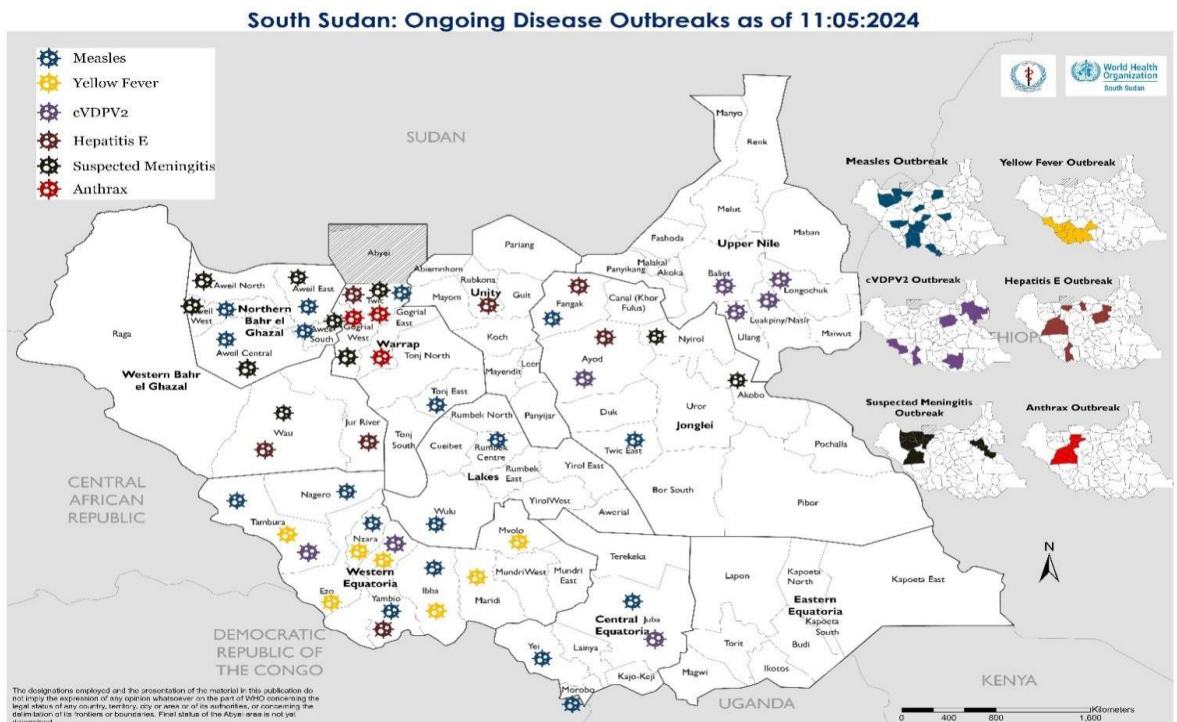 South Sudan: Ongoing Disease Outbreaks as of 11:05:2024
Measles
Yellow Fever
cVDPV2
Hepatitis E
Suspected Meningitis
Anthrax
World Health
Organization
South Sudan
SUDAN
Manyo
Renk
Melut
Maban
Fashoda
Upper Nile
Malakal
Panyikang
Akoka
Baliet
Longochuk
Luakpiny/Nasir
Ulang
Maiwut
Abyei
Pariang
Abiemnhom
Rubkona
Unity
Guit
Mayom
Koch
Leer
Mayendit
Panyijar
Aweil North
Aweil East
Aweil
West
Northern
Bahr el
Ghazal
Aweil
South
Aweil Central
Twic
Gogrial
East
Gogrial
West
Warrap
Tonj North
Tonj East
Tonj
South
Raga
Western Bahr
el Ghazal
Wau
Jur River
Fangak
Canal (Khor
Fulus)
Nyirol
Ayod
Akobo
Uror
Duk
Jonglei
Twic East
Pochalla
Bor South
Pibor
Rumbek North
Cueibet
Rumbek
Centre
Rumbek
East
Lakes
Yirol East
YirolWest
Awerial
Wulu
CENTRAL
AFRICAN
REPUBLIC
Nagero
Tambura
Nzara
Mvolo
Western
Equatoria
MundriWest
Mundri
East
Ezo
Yambio
Ibba
Maridi
Terekeka
Central
Equatoria
Juba
Yei
Lainya
Morobo
Kajo-Keji
Lapon
Kapoeta
North
Kapoeta East
Eastern
Equatoria
Kapoeta
South
Torit
Budi
Ikotos
Magwi
DEMOCRATIC
REPUBLIC OF
THE CONGO
UGANDA
KENYA
Measles Outbreak
Yellow Fever Outbreak
cVDPV2 Outbreak
Hepatitis E Outbreak
Suspected Meningitis
Outbreak
Anthrax Outbreak
N
Kilometers
0 400 800 1,600
The designations employed and the presentation of the material in this publication do
not imply the expression of any opinion whatsoever on the part of WHO concerning the
legal status of any country, territory, city or area or of its authorities, or concerning the
delimitation of its frontiers or boundaries. Final status of the Abyei area is not yet